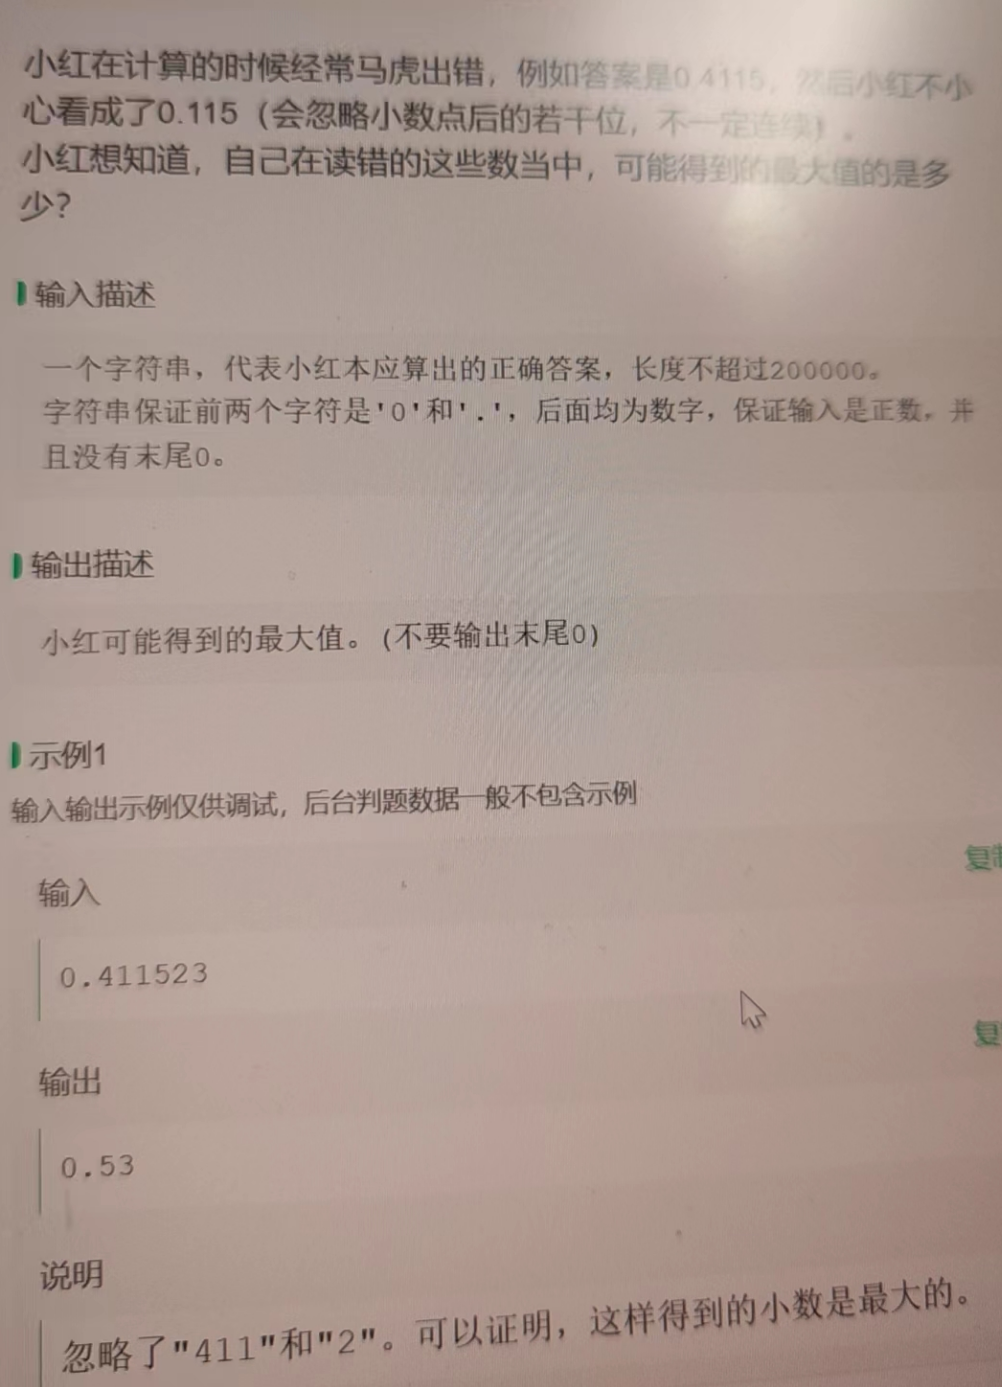 小红在计算的时候经常马虎出错，例如答案是0.4115，然后小红不小
心看成了0.115（会忽略小数点后的若干位，不一定连续）。
小红想知道，自己在读错的这些数当中，可能得到的最大值的是多
少？
输入描述
一个字符串，代表小红本应算出的正确答案，长度不超过200000。
字符串保证前两个字符是'0'和'.'，后面均为数字，保证输入是正数，并
且没有末尾0。
输出描述
小红可能得到的最大值。(不要输出末尾0)
示例1
输入输出示例仅供调试，后台判题数据一般不包含示例
复制
输入
0.411523
复
输出
0.53
说明
忽略了"411"和"2"。可以证明，这样得到的小数是最大的。